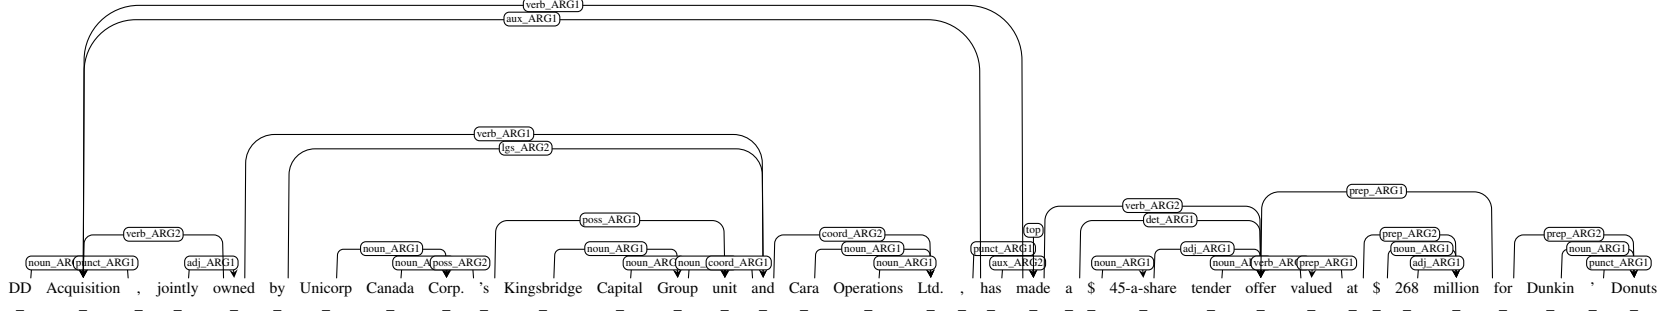 verb_ARG1
aux_ARG1
verb_ARG1
lgs_ARG2
prep_ARG1
verb_ARG2
poss_ARG1 det_ARG1
top
verb_ARG2 coord_ARG2 prep_ARG2 prep_ARG2
noun_ARG1 noun_ARG1 noun_ARG1 punct_ARG1 adj_ARG1 noun_ARG1 noun_ARG1
punct_ARG1 adj_ARG1 poss_ARG2 coord_ARG1 noun_ARG1 aux_ARG2 noun_ARG1 prep_ARG1 adj_ARG1 punct_ARG1
DD Acquisition , jointly owned by Unicorp Canada Corp. 's Kingsbridge Capital Group unit and Cara Operations Ltd. , has made a $ 45-a-share tender offer valued at $ 268 million for Dunkin ' Donuts
_ _ _ _ _ _ _ _ _ _ _ _ _ _ _ _ _ _ _ _ _ _ _ _ _ _ _ _ _ _ _ _ _ _ _